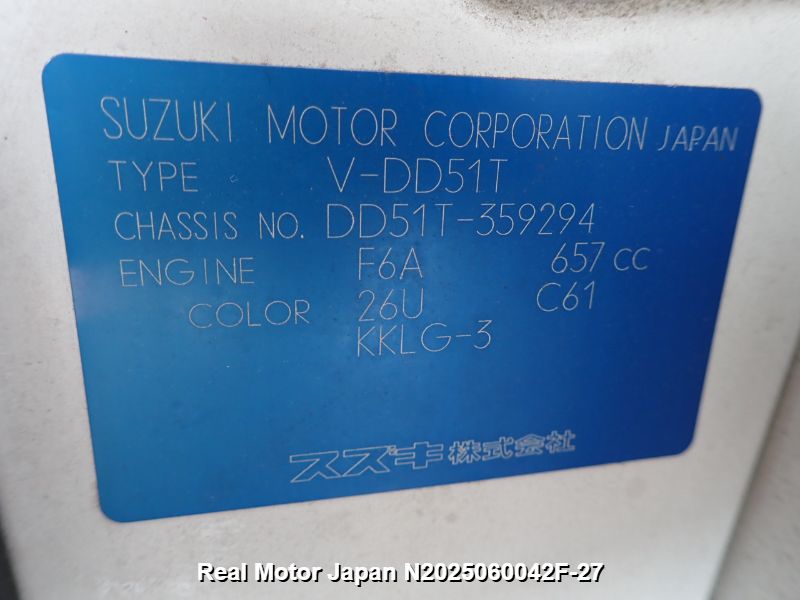 SUZUKI MOTOR CORPORATION JAPAN
TYPE V-DD51T
CHASSIS NO. DD51T-359294
ENGINE F6A 657 CC
COLOR 26U C61
KKLG-3
スズキ株式会社
Real Motor Japan N2025060042F-27